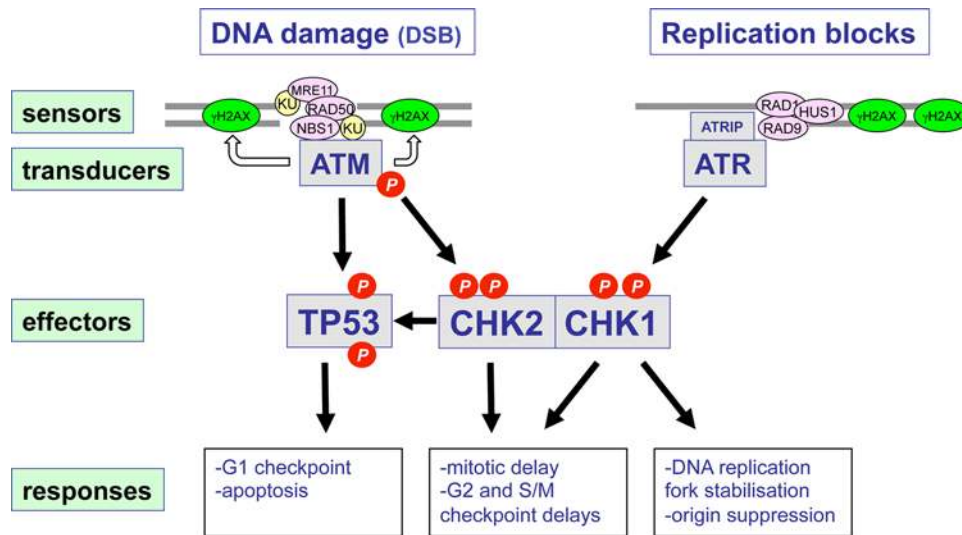 DNA damage (DSB)
Replication blocks
sensors
γH2AX
KU
MRE11
RAD50
NBS1
KU
γH2AX
RAD1
HUS1
RAD9
γH2AX
γH2AX
ATRIP
transducers
ATM
P
ATR
effectors
P
TP53
P
P P
CHK2
P P
CHK1
responses
-G1 checkpoint
-apoptosis
-mitotic delay
-G2 and S/M
checkpoint delays
-DNA replication
fork stabilisation
-origin suppression